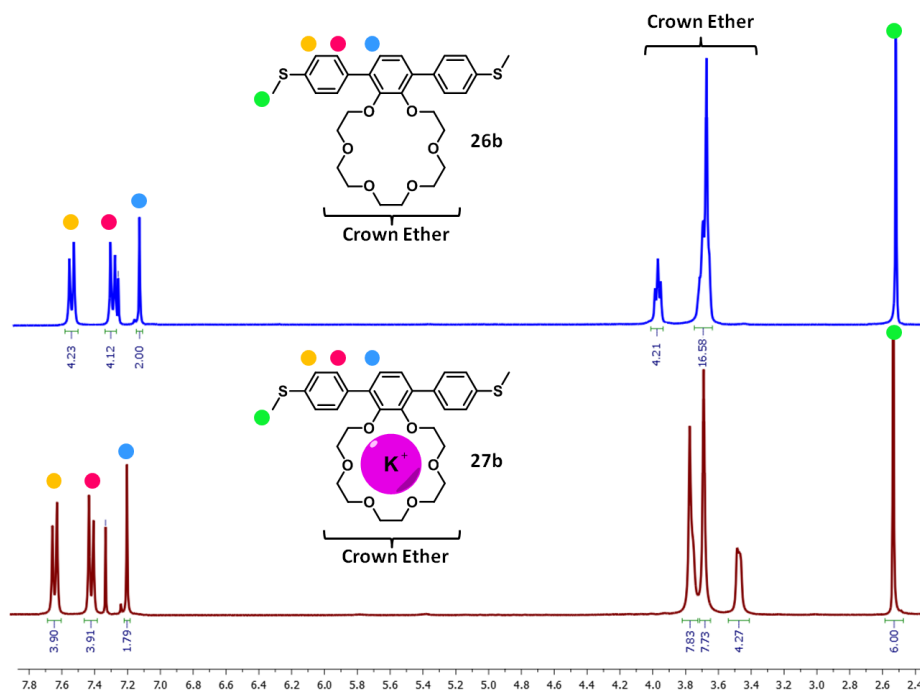 Crown Ether
S
S
O O
O O
O O
26b
Crown Ether
4.23 4.12 2.00 4.21 16.58
S
S
O O
K+
O O
O O
27b
Crown Ether
3.90 3.91 1.79 7.83 7.73 4.27 6.00
7.8 7.6 7.4 7.2 7.0 6.8 6.6 6.4 6.2 6.0 5.8 5.6 5.4 5.2 5.0 4.8 4.6 4.4 4.2 4.0 3.8 3.6 3.4 3.2 3.0 2.8 2.6